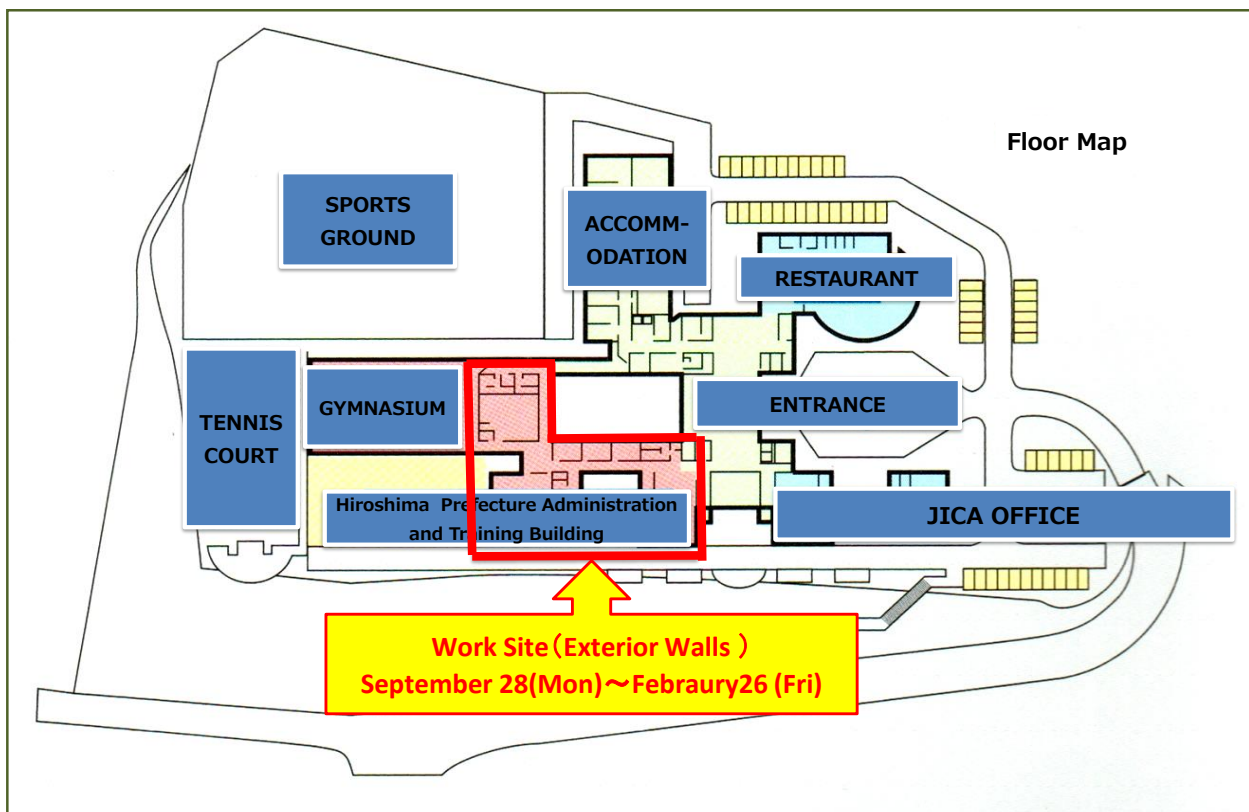 Floor Map
SPORTS
GROUND
ACCOMM-
ODATION
RESTAURANT
TENNIS
COURT
GYMNASIUM
ENTRANCE
Hiroshima Prefecture Administration
and Training Building
JICA OFFICE
Work Site（Exterior Walls ）
September 28(Mon)～Febraury26 (Fri)